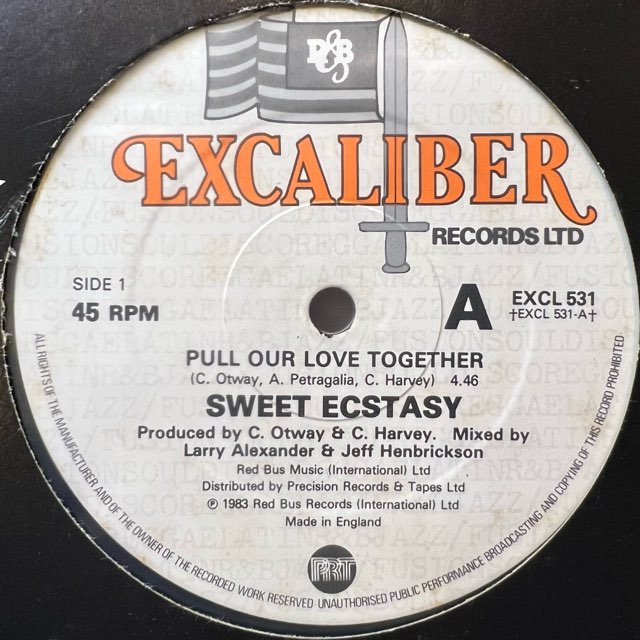 R&B
EXCALIBER
RECORDS LTD
SIDE 1
45 RPM
A
EXCL 531
†EXCL 531-A†
PULL OUR LOVE TOGETHER
(C. Otway, A. Petragalia, C. Harvey) 4.46
SWEET ECSTASY
Produced by C. Otway & C. Harvey. Mixed by
Larry Alexander & Jeff Henbrickson
Red Bus Music (International) Ltd
Distributed by Precision Records & Tapes Ltd
℗ 1983 Red Bus Records (International) Ltd
Made in England
PRT
ALL RIGHTS OF THE MANUFACTURER AND OF THE OWNER OF THE RECORDED WORK RESERVED·UNAUTHORISED PUBLIC PERFORMANCE BROADCASTING AND COPYING OF THIS RECORD PROHIBITED